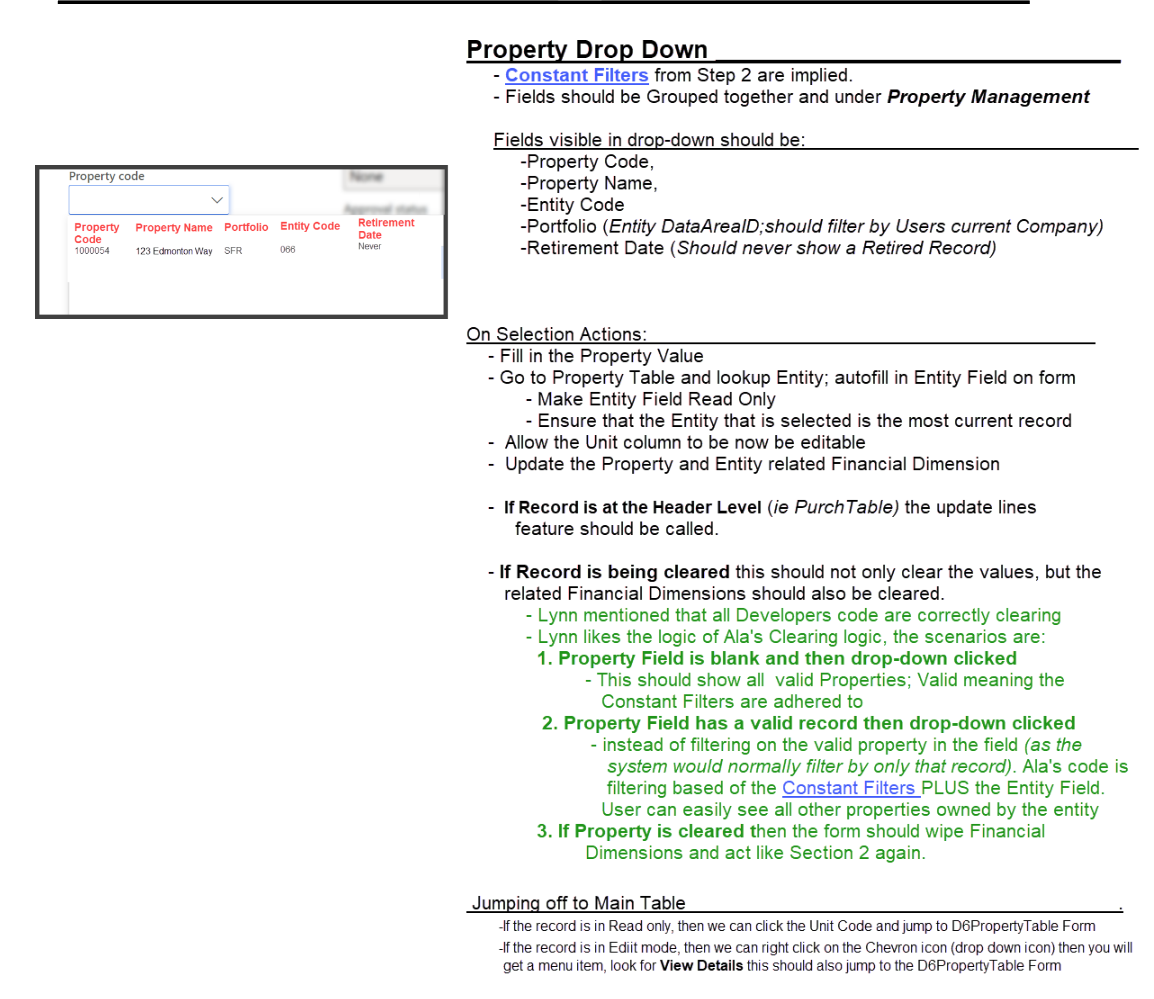 Property Drop Down
- Constant Filters from Step 2 are implied.
- Fields should be Grouped together and under Property Management
Fields visible in drop-down should be:
-Property Code,
-Property Name,
-Entity Code
-Portfolio (Entity DataAreaID;should filter by Users current Company)
-Retirement Date (Should never show a Retired Record)
Property code
None
Approval status
Property Code Property Name Portfolio Entity Code Retirement Date
1000054 123 Edmonton Way SFR 066 Never
On Selection Actions:
- Fill in the Property Value
- Go to Property Table and lookup Entity; autofill in Entity Field on form
- Make Entity Field Read Only
- Ensure that the Entity that is selected is the most current record
- Allow the Unit column to be now be editable
- Update the Property and Entity related Financial Dimension
- If Record is at the Header Level (ie PurchTable) the update lines
feature should be called.
- If Record is being cleared this should not only clear the values, but the
related Financial Dimensions should also be cleared.
- Lynn mentioned that all Developers code are correctly clearing
- Lynn likes the logic of Ala's Clearing logic, the scenarios are:
1. Property Field is blank and then drop-down clicked
- This should show all valid Properties; Valid meaning the
Constant Filters are adhered to
2. Property Field has a valid record then drop-down clicked
- instead of filtering on the valid property in the field (as the
system would normally filter by only that record). Ala's code is
filtering based of the Constant Filters PLUS the Entity Field.
User can easily see all other properties owned by the entity
3. If Property is cleared then the form should wipe Financial
Dimensions and act like Section 2 again.
Jumping off to Main Table .
-If the record is in Read only, then we can click the Unit Code and jump to D6PropertyTable Form
-If the record is in Ediit mode, then we can right click on the Chevron icon (drop down icon) then you will
get a menu item, look for View Details this should also jump to the D6PropertyTable Form